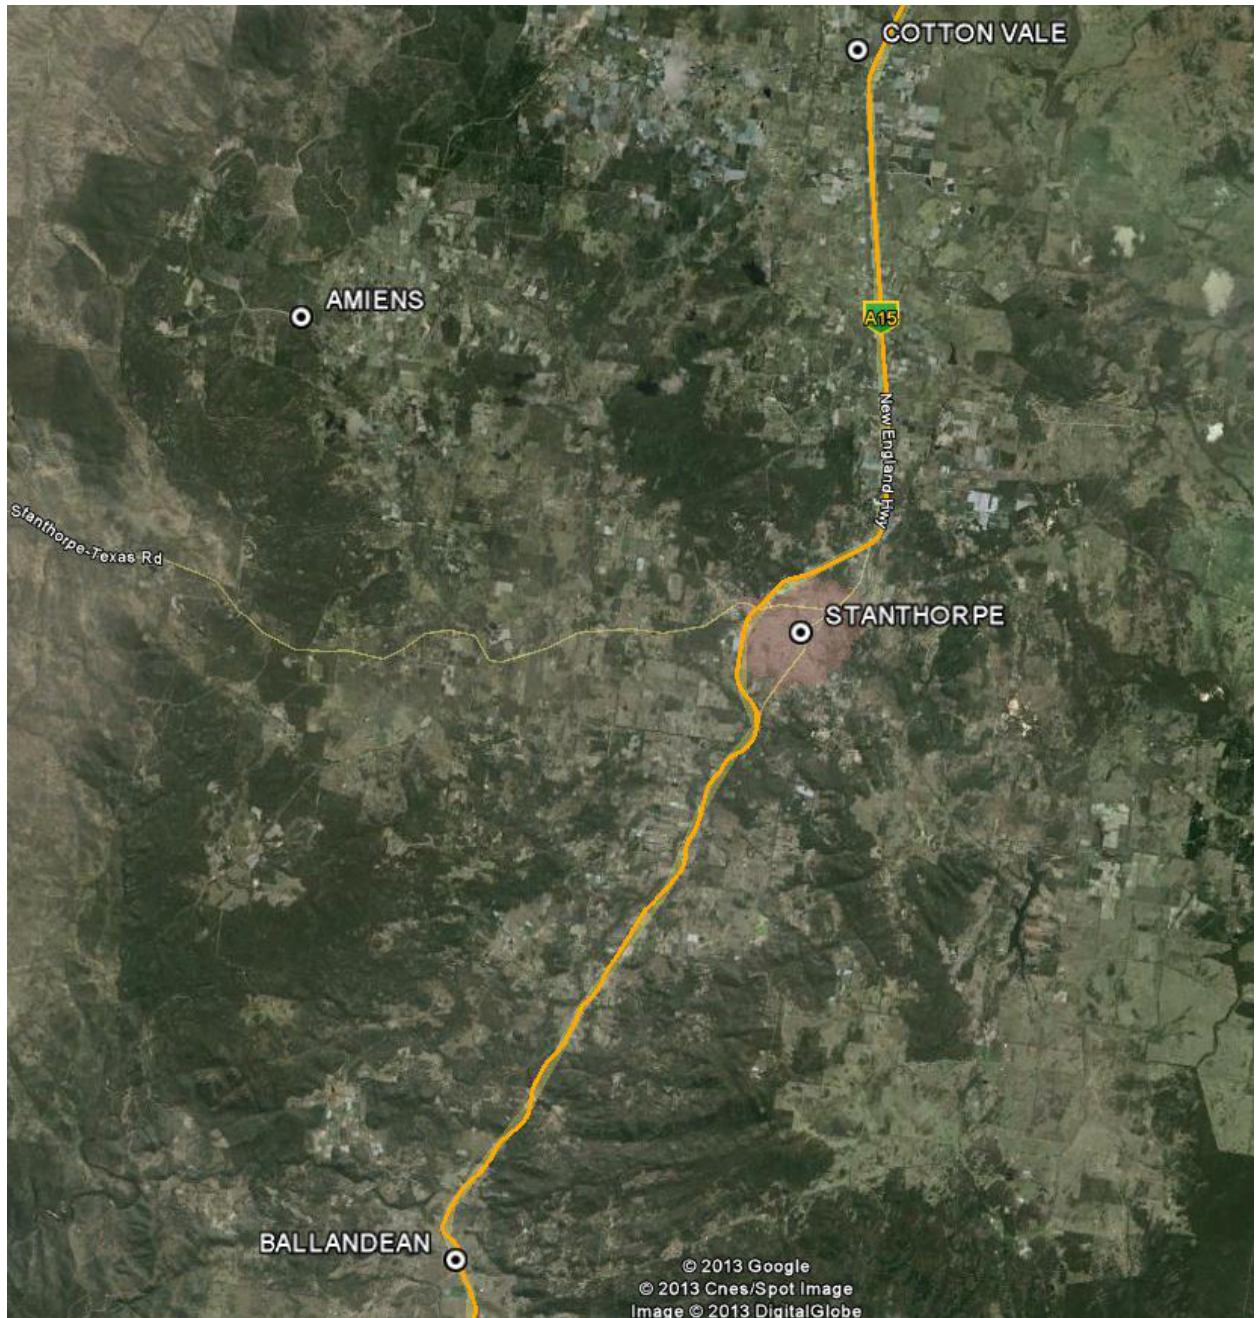 COTTON VALE
AMIENS
A15
New England Hwy
Stanthorpe-Texas Rd
STANTHORPE
BALLANDEAN
© 2013 Google
© 2013 Cnes/Spot Image
Image © 2013 DigitalGlobe